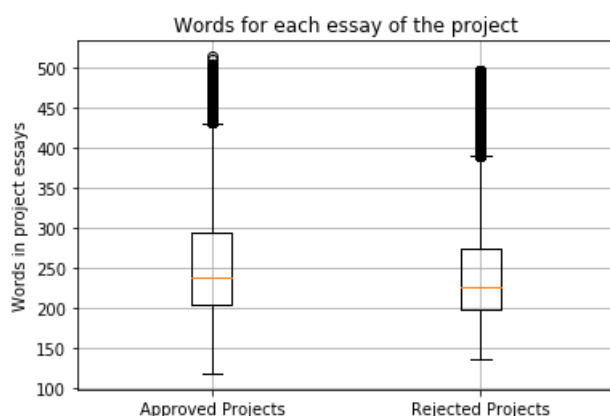 Words for each essay of the project
Words in project essays
500
450
400
350
300
250
200
150
100
Approved Projects
Rejected Projects